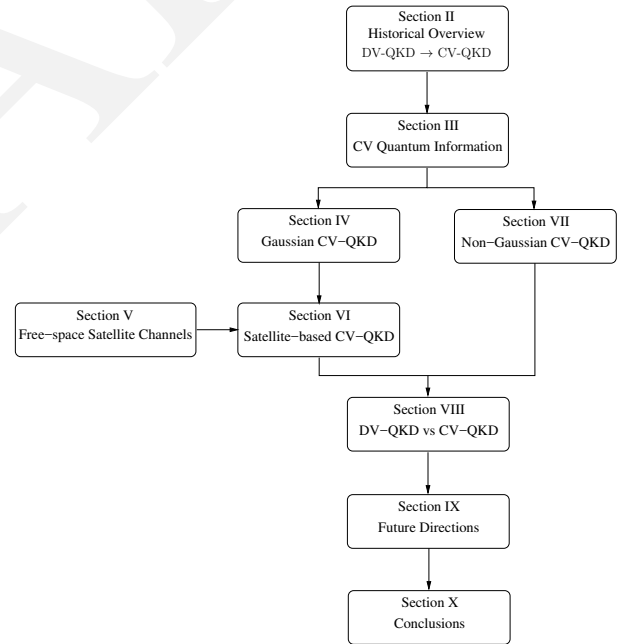 Section II
Historical Overview
DV-QKD → CV-QKD
Section III
CV Quantum Information
Section IV
Gaussian CV−QKD
Section VII
Non−Gaussian CV−QKD
Section V
Free−space Satellite Channels
Section VI
Satellite−based CV−QKD
Section VIII
DV−QKD vs CV−QKD
Section IX
Future Directions
Section X
Conclusions